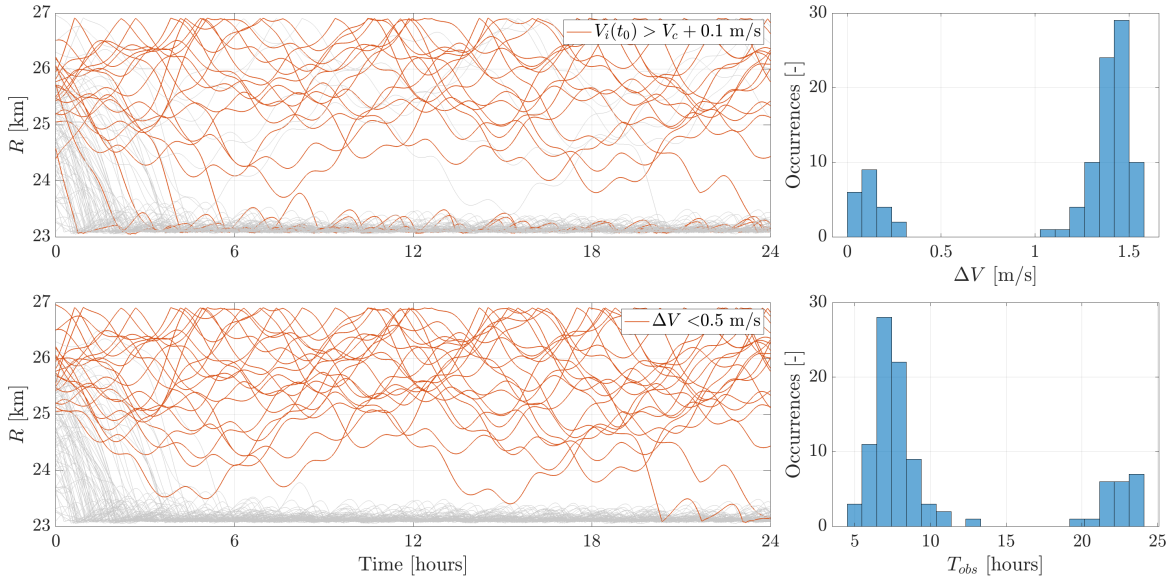 27
26
25
24
23
R [km]
V_i(t_0) > V_c + 0.1 m/s
0 6 12 18 24
30
20
10
0
Occurrences [-]
0 0.5 1 1.5
ΔV [m/s]
27
26
25
24
23
R [km]
ΔV <0.5 m/s
0 6 12 18 24
Time [hours]
30
20
10
0
Occurrences [-]
5 10 15 20 25
T_obs [hours]